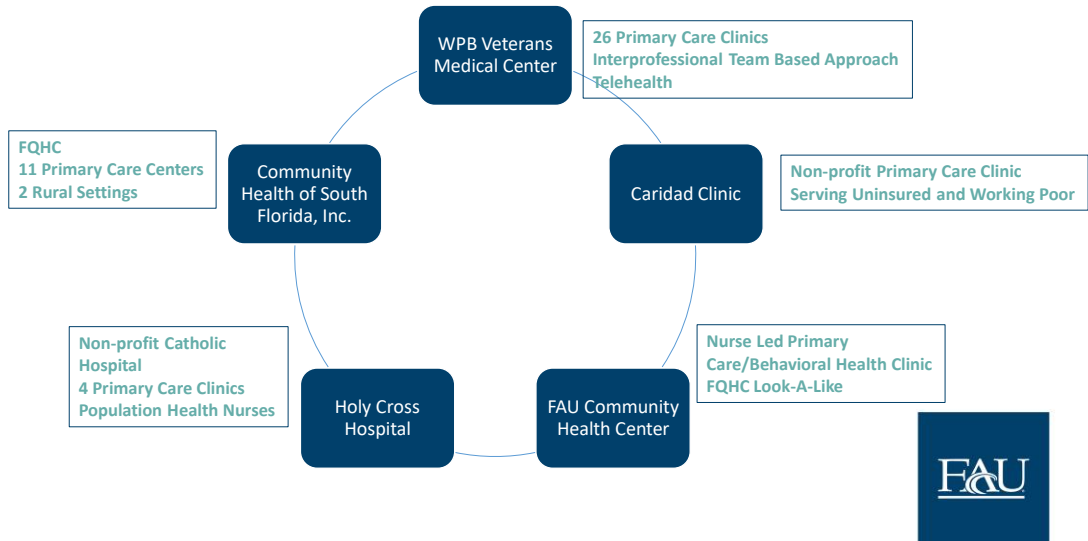 WPB Veterans
Medical Center
26 Primary Care Clinics
Interprofessional Team Based Approach
Telehealth
FQHC
11 Primary Care Centers
2 Rural Settings
Community
Health of South
Florida, Inc.
Caridad Clinic
Non-profit Primary Care Clinic
Serving Uninsured and Working Poor
Non-profit Catholic
Hospital
4 Primary Care Clinics
Population Health Nurses
Holy Cross
Hospital
FAU Community
Health Center
Nurse Led Primary
Care/Behavioral Health Clinic
FQHC Look-A-Like
FAU